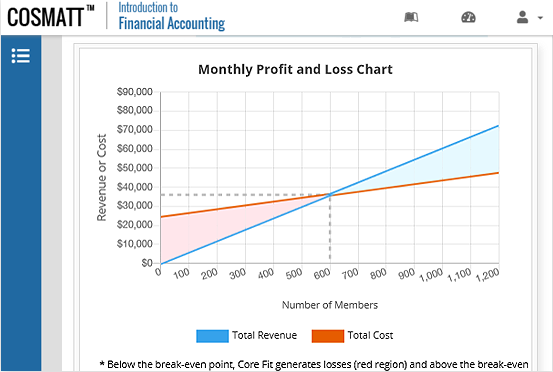 COSMATT™
Introduction to
Financial Accounting
Monthly Profit and Loss Chart
$90,000
$80,000
$70,000
$60,000
$50,000
$40,000
$30,000
$20,000
$10,000
$0
Revenue or Cost
0 100 200 300 400 500 600 700 800 900 1,000 1,100 1,200
Number of Members
Total Revenue Total Cost
* Below the break-even point, Core Fit generates losses (red region) and above the break-even